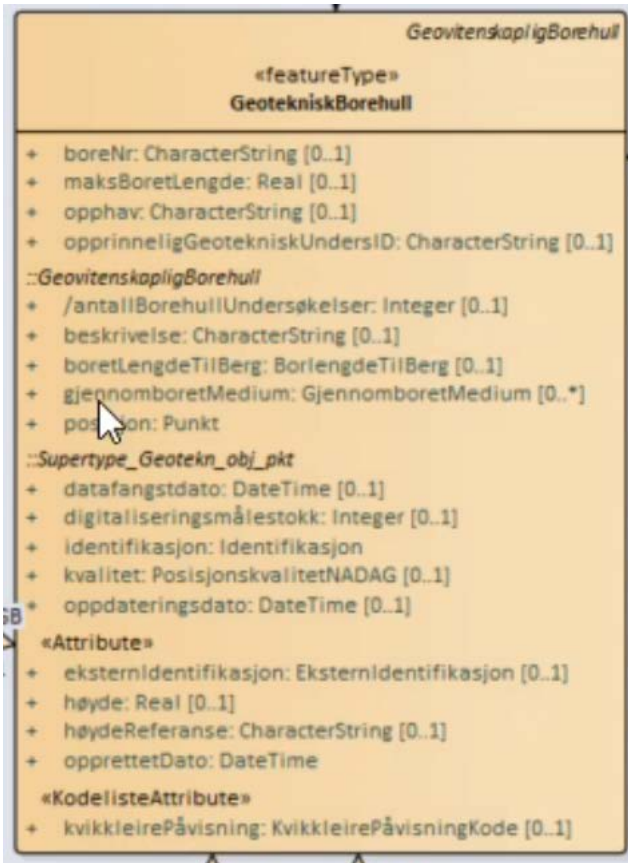 GeovitenskapligBorehull
«featureType»
GeotekniskBorehull
+ boreNr: CharacterString [0..1]
+ maksBoretLengde: Real [0..1]
+ opphav: CharacterString [0..1]
+ opprinneligGeotekniskUndersID: CharacterString [0..1]
::GeovitenskapligBorehull
+ /antallBorehullUndersøkelser: Integer [0..1]
+ beskrivelse: CharacterString [0..1]
+ boretLengdeTilBerg: BorlengdeTilBerg [0..1]
+ gjennomboretMedium: GjennomboretMedium [0..*]
+ posisjon: Punkt
::Supertype_Geotekn_obj_pkt
+ datafangstdato: DateTime [0..1]
+ digitaliseringsmålestokk: Integer [0..1]
+ identifikasjon: Identifikasjon
+ kvalitet: PosisjonskvalitetNADAG [0..1]
+ oppdateringsdato: DateTime [0..1]
«Attribute»
+ eksternIdentifikasjon: EksternIdentifikasjon [0..1]
+ høyde: Real [0..1]
+ høydeReferanse: CharacterString [0..1]
+ opprettetDato: DateTime
«KodelisteAttribute»
+ kvikkleirePåvisning: KvikkleirePåvisningKode [0..1]